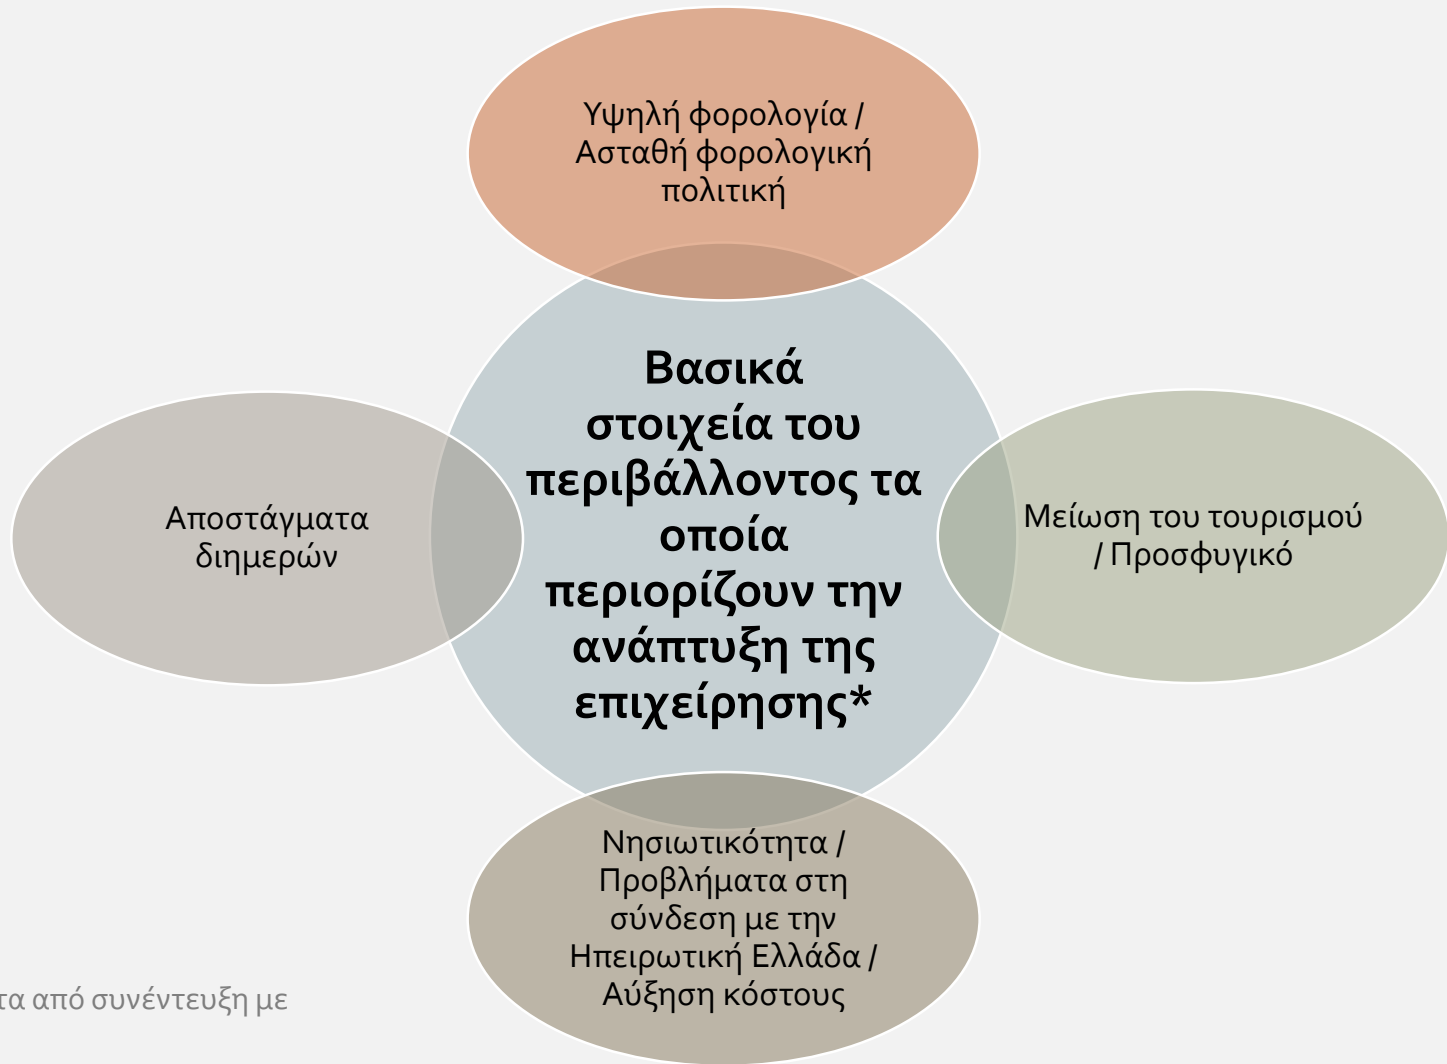 Υψηλή φορολογία /
Ασταθή φορολογική
πολιτική
Βασικά
στοιχεία του
περιβάλλοντος τα
οποία
περιορίζουν την
ανάπτυξη της
επιχείρησης*
Αποστάγματα
διημερών
Μείωση του τουρισμού
/ Προσφυγικό
Νησιωτικότητα /
Προβλήματα στη
σύνδεση με την
Ηπειρωτική Ελλάδα /
Αύξηση κόστους
από συνέντευξη με